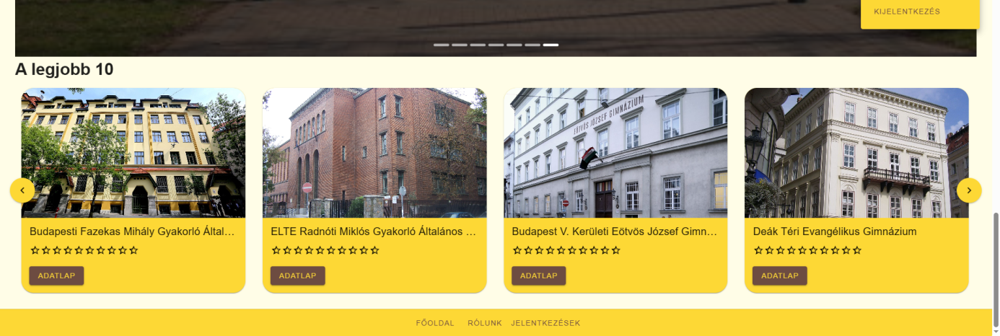 KIJELENTKEZÉS
A legjobb 10
EÖTVÖS JÓZSEF GIMNÁZIUM
Budapesti Fazekas Mihály Gyakorló Által...
ELTE Radnóti Miklós Gyakorló Általános ...
Budapest V. Kerületi Eötvös József Gimn...
Deák Téri Evangélikus Gimnázium
ADATLAP
ADATLAP
ADATLAP
ADATLAP
FŐOLDAL RÓLUNK JELENTKEZÉSEK